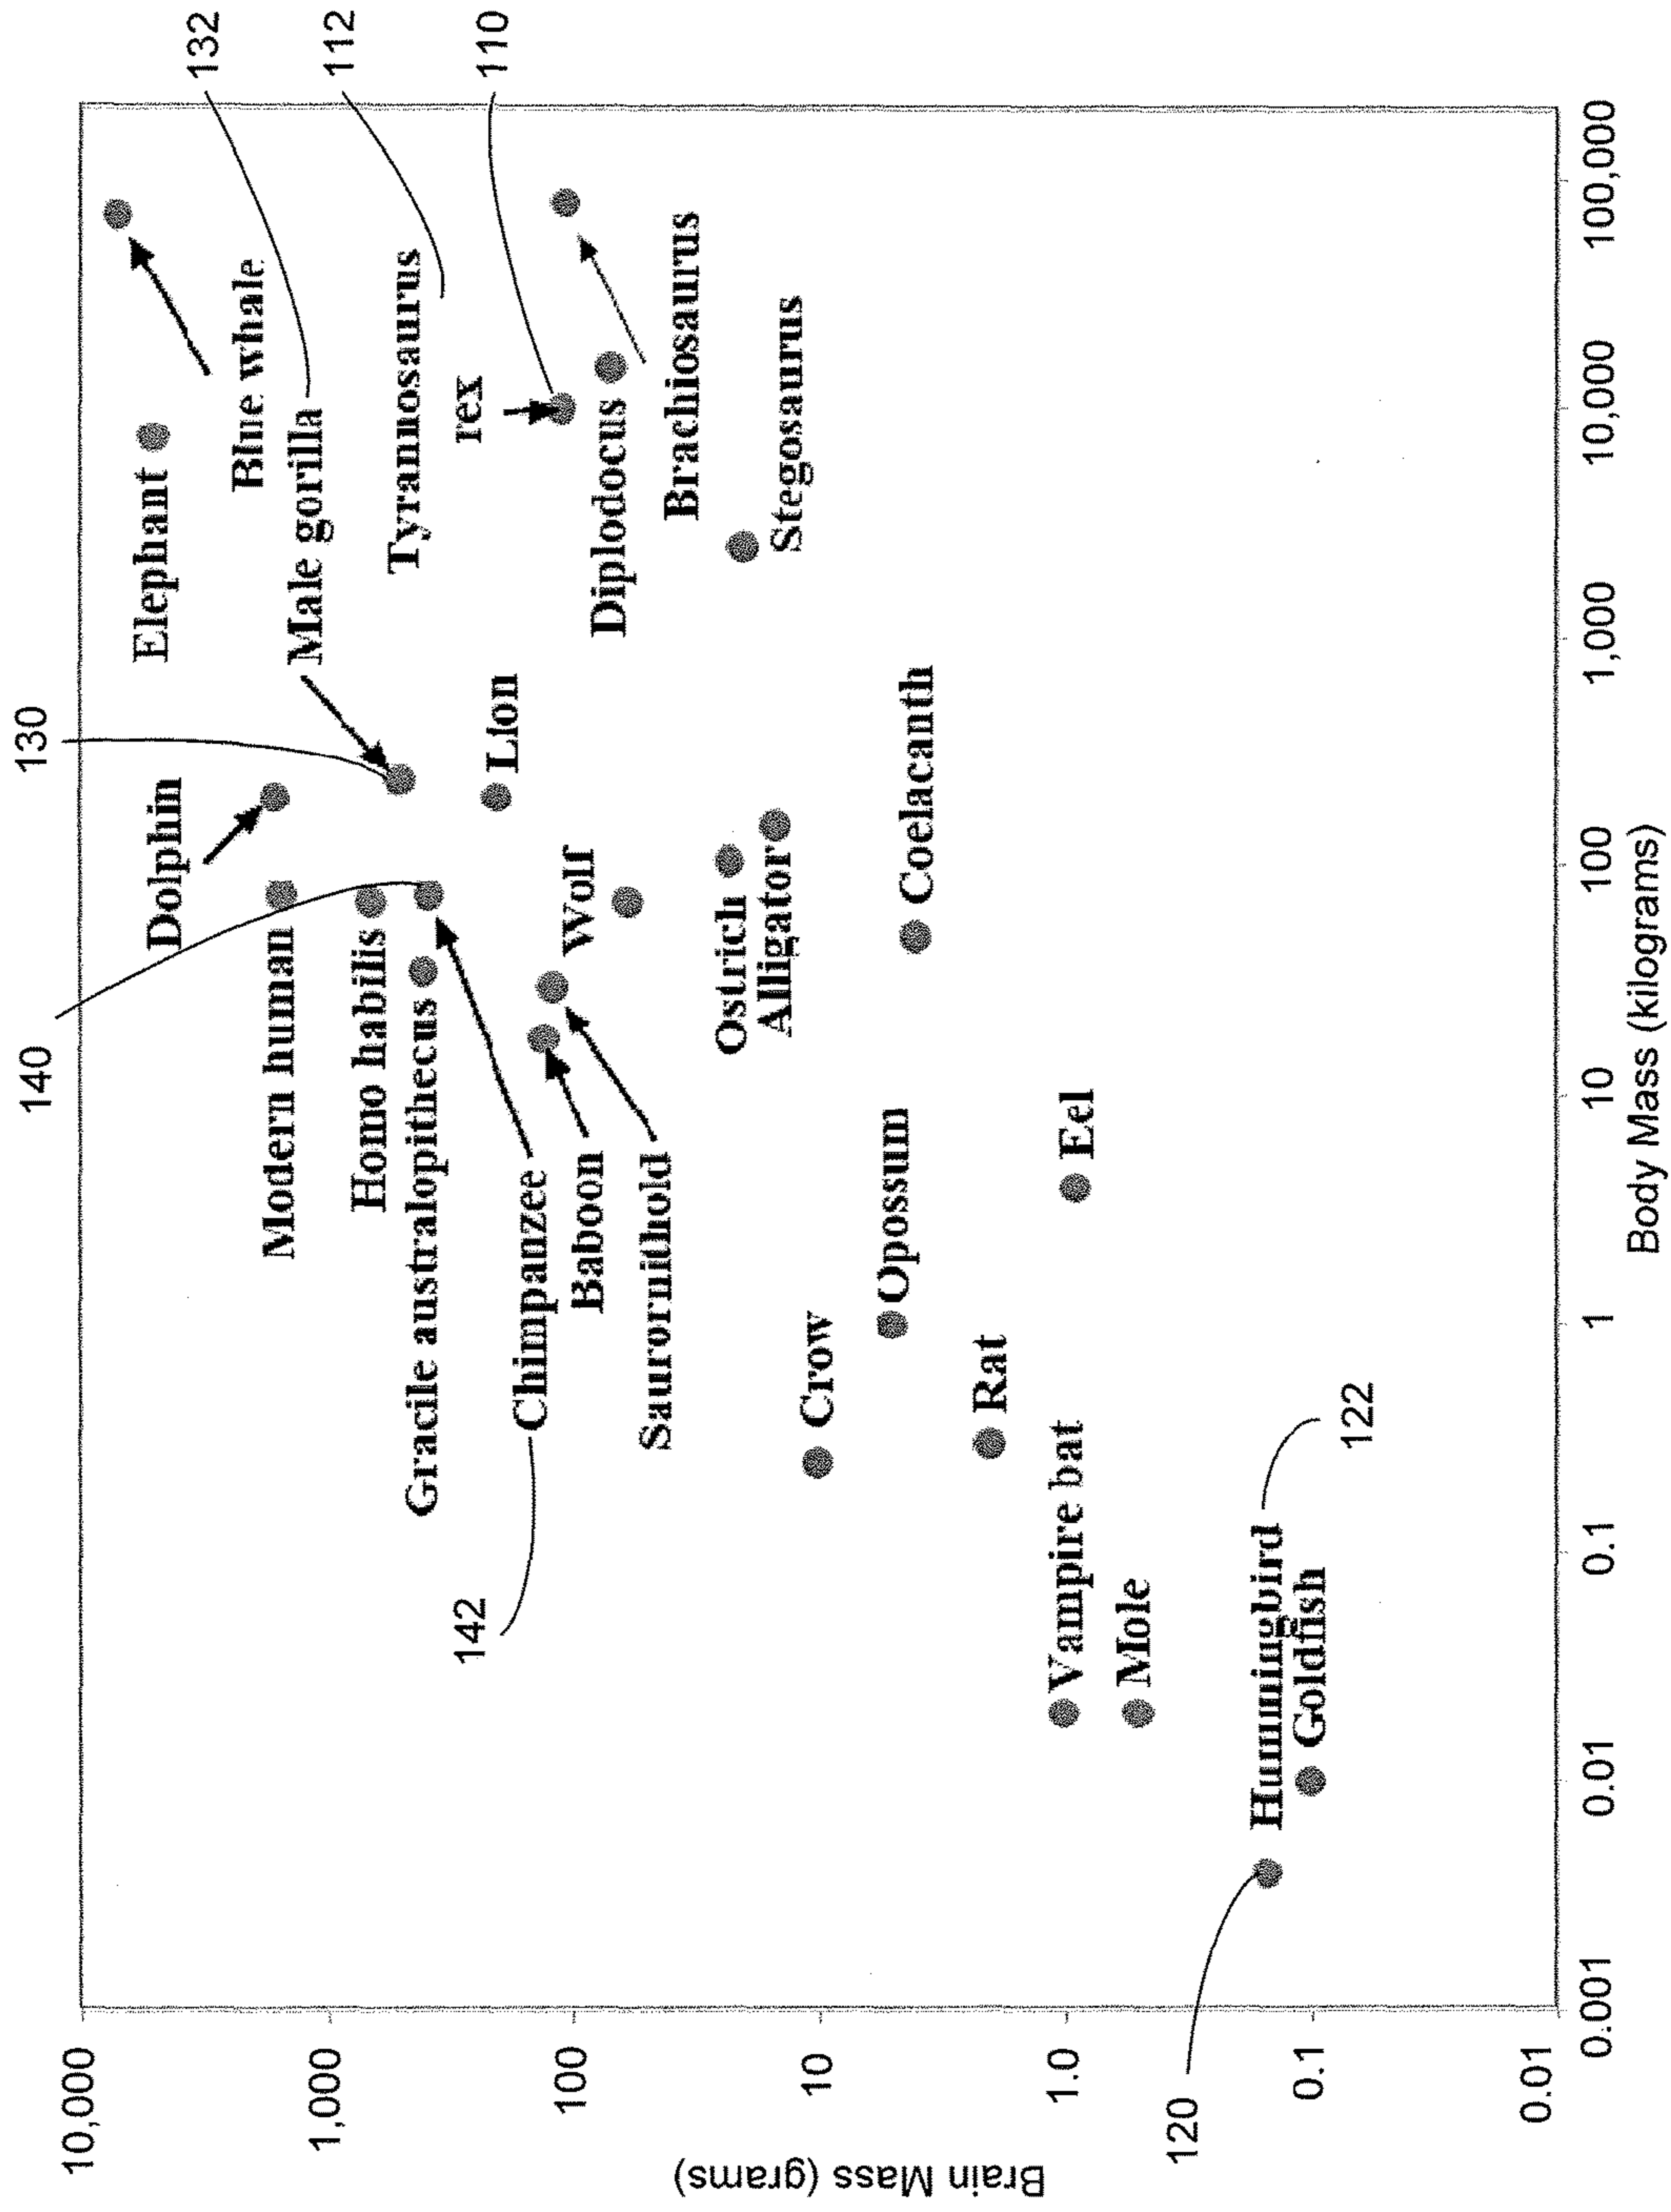 140
130
10,000
Elephant
Dolphin
132
Blue whale
Modern human
Male gorilla
1,000
112
Homo habilis
Tyrannosaurus
rex
Gracile australopithecus
142
110
Lion
Chimpanzee
100
Wolf
Baboon
Diplodocus
Saurornithold
Brachiosaurus
Ostrich
Alligator
Stegosaurus
10
Crow
Opossum
Coelacanth
Brain Mass (grams)
Rat
1.0
Vampire bat
Eel
Mole
120
Hummingbird
0.1
Goldfish
122
0.01
0.001
0.01
0.1
1
10
100
1,000
10,000
100,000
Body Mass (kilograms)